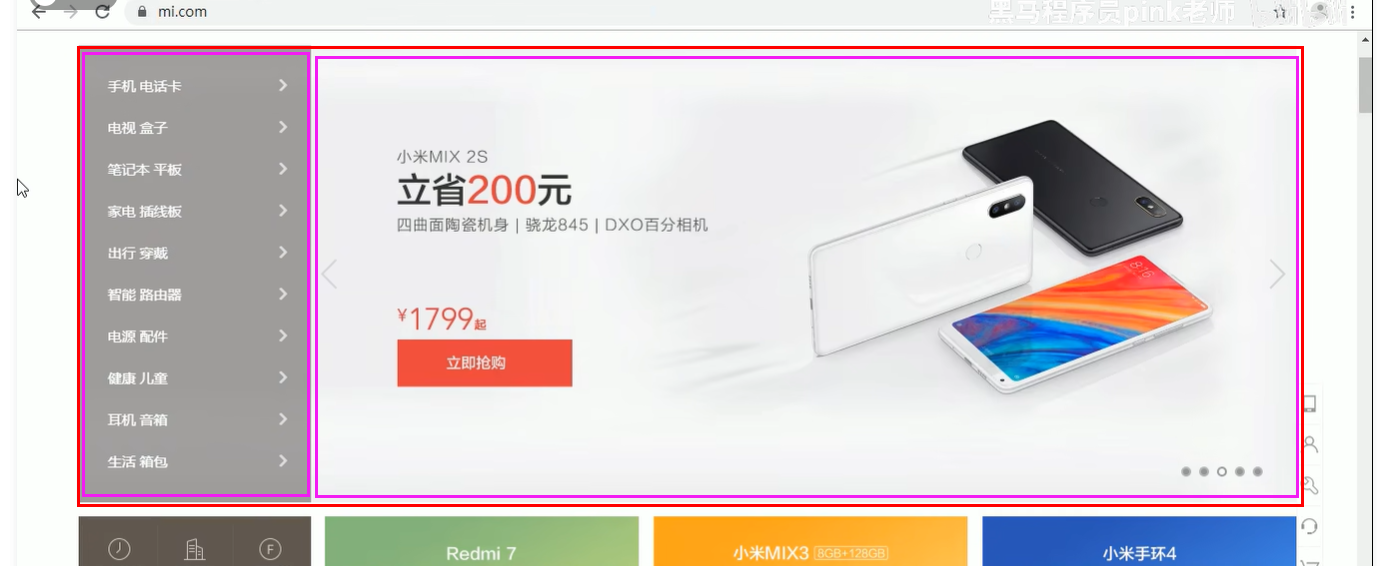 mi.com
黑马程序员pink老师
手机 电话卡
电视 盒子
笔记本 平板
家电 插线板
出行 穿戴
智能 路由器
电源 配件
健康 儿童
耳机 音箱
生活 箱包
小米MIX 2S
立省200元
四曲面陶瓷机身 | 骁龙845 | DXO百分相机
¥1799起
立即抢购
8:16
F
Redmi 7
小米MIX3 8GB+128GB
小米手环4